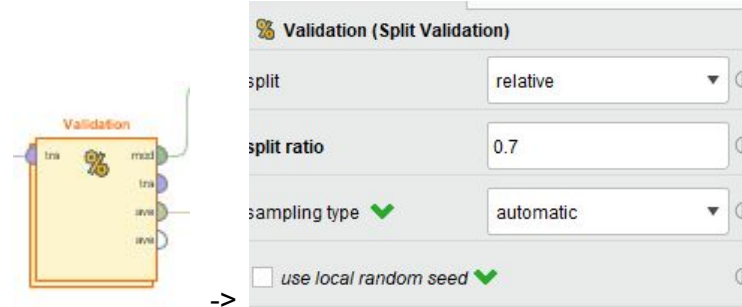 Validation
tra mod
tra
ave
ave
->
Validation (Split Validation)
split relative
split ratio 0.7
sampling type automatic
use local random seed